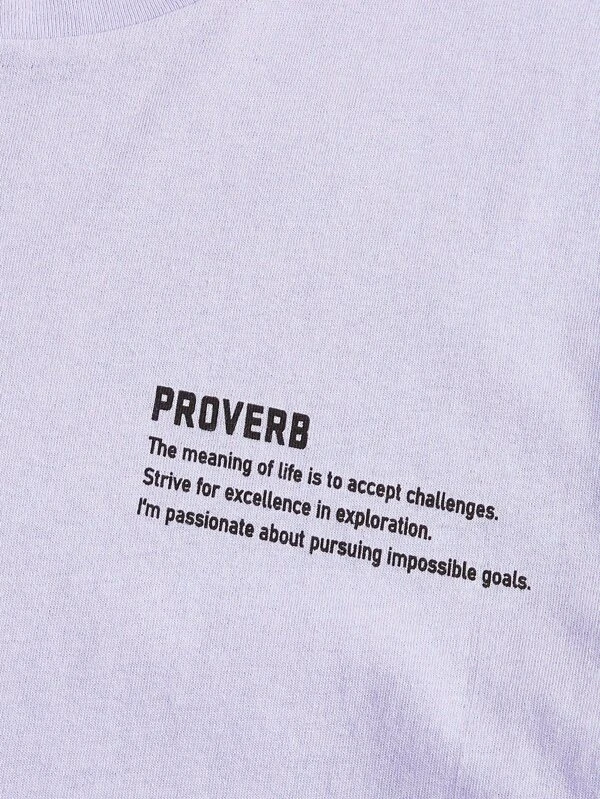 PROVERB
The meaning of life is to accept challenges.
Strive for excellence in exploration.
I'm passionate about pursuing impossible goals.